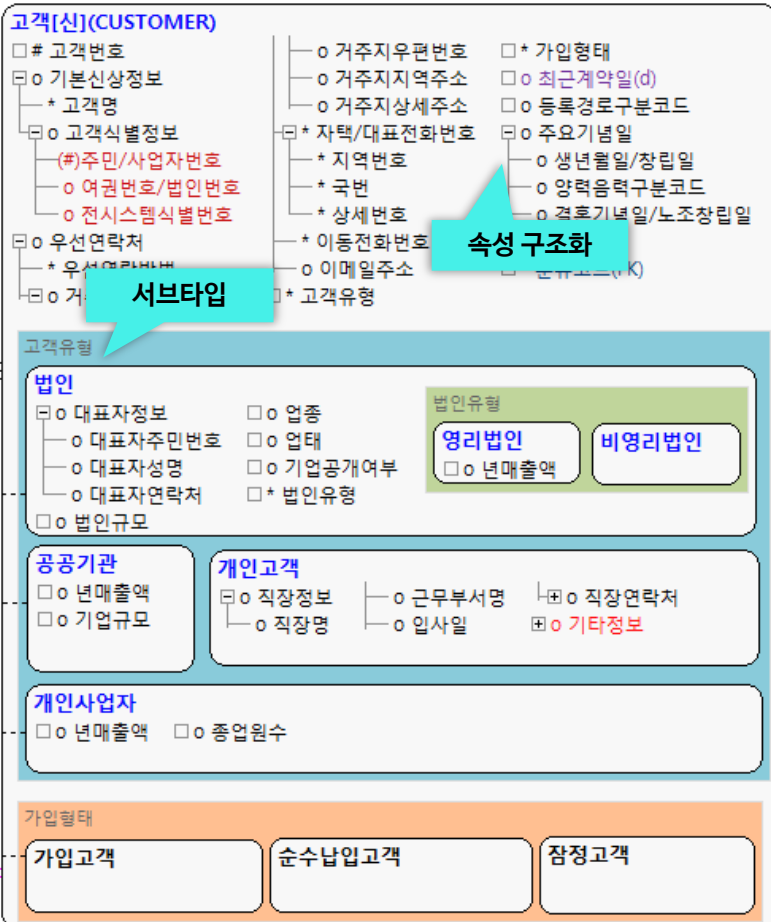 고객[신](CUSTOMER)
# 고객번호
o 기본신상정보
* 고객명
o 고객식별정보
(#)주민/사업자번호
o 여권번호/법인번호
o 전시스템식별번호
o 우선연락처
o 거주지우편번호
o 거주지지역주소
o 거주지상세주소
* 자택/대표전화번호
* 지역번호
* 국번
* 상세번호
* 이동전화번호
o 이메일주소
* 고객유형
* 가입형태
o 최근계약일(d)
o 등록경로구분코드
o 주요기념일
o 생년월일/창립일
o 양력음력구분코드
o 결혼기념일/노조창립일
속성 구조화
서브타입
고객유형
법인
o 대표자정보
o 대표자주민번호
o 대표자성명
o 대표자연락처
o 법인규모
o 업종
o 업태
o 기업공개여부
* 법인유형
법인유형
영리법인
o 년매출액
비영리법인
공공기관
o 년매출액
o 기업규모
개인고객
o 직장정보
o 직장명
o 근무부서명
o 입사일
o 직장연락처
o 기타정보
개인사업자
o 년매출액
o 종업원수
가입형태
가입고객
순수납입고객
잠정고객